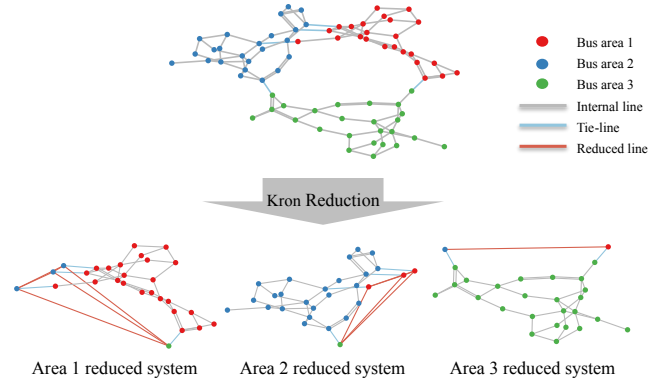 Bus area 1
Bus area 2
Bus area 3
Internal line
Tie-line
Reduced line
Kron Reduction
Area 1 reduced system
Area 2 reduced system
Area 3 reduced system